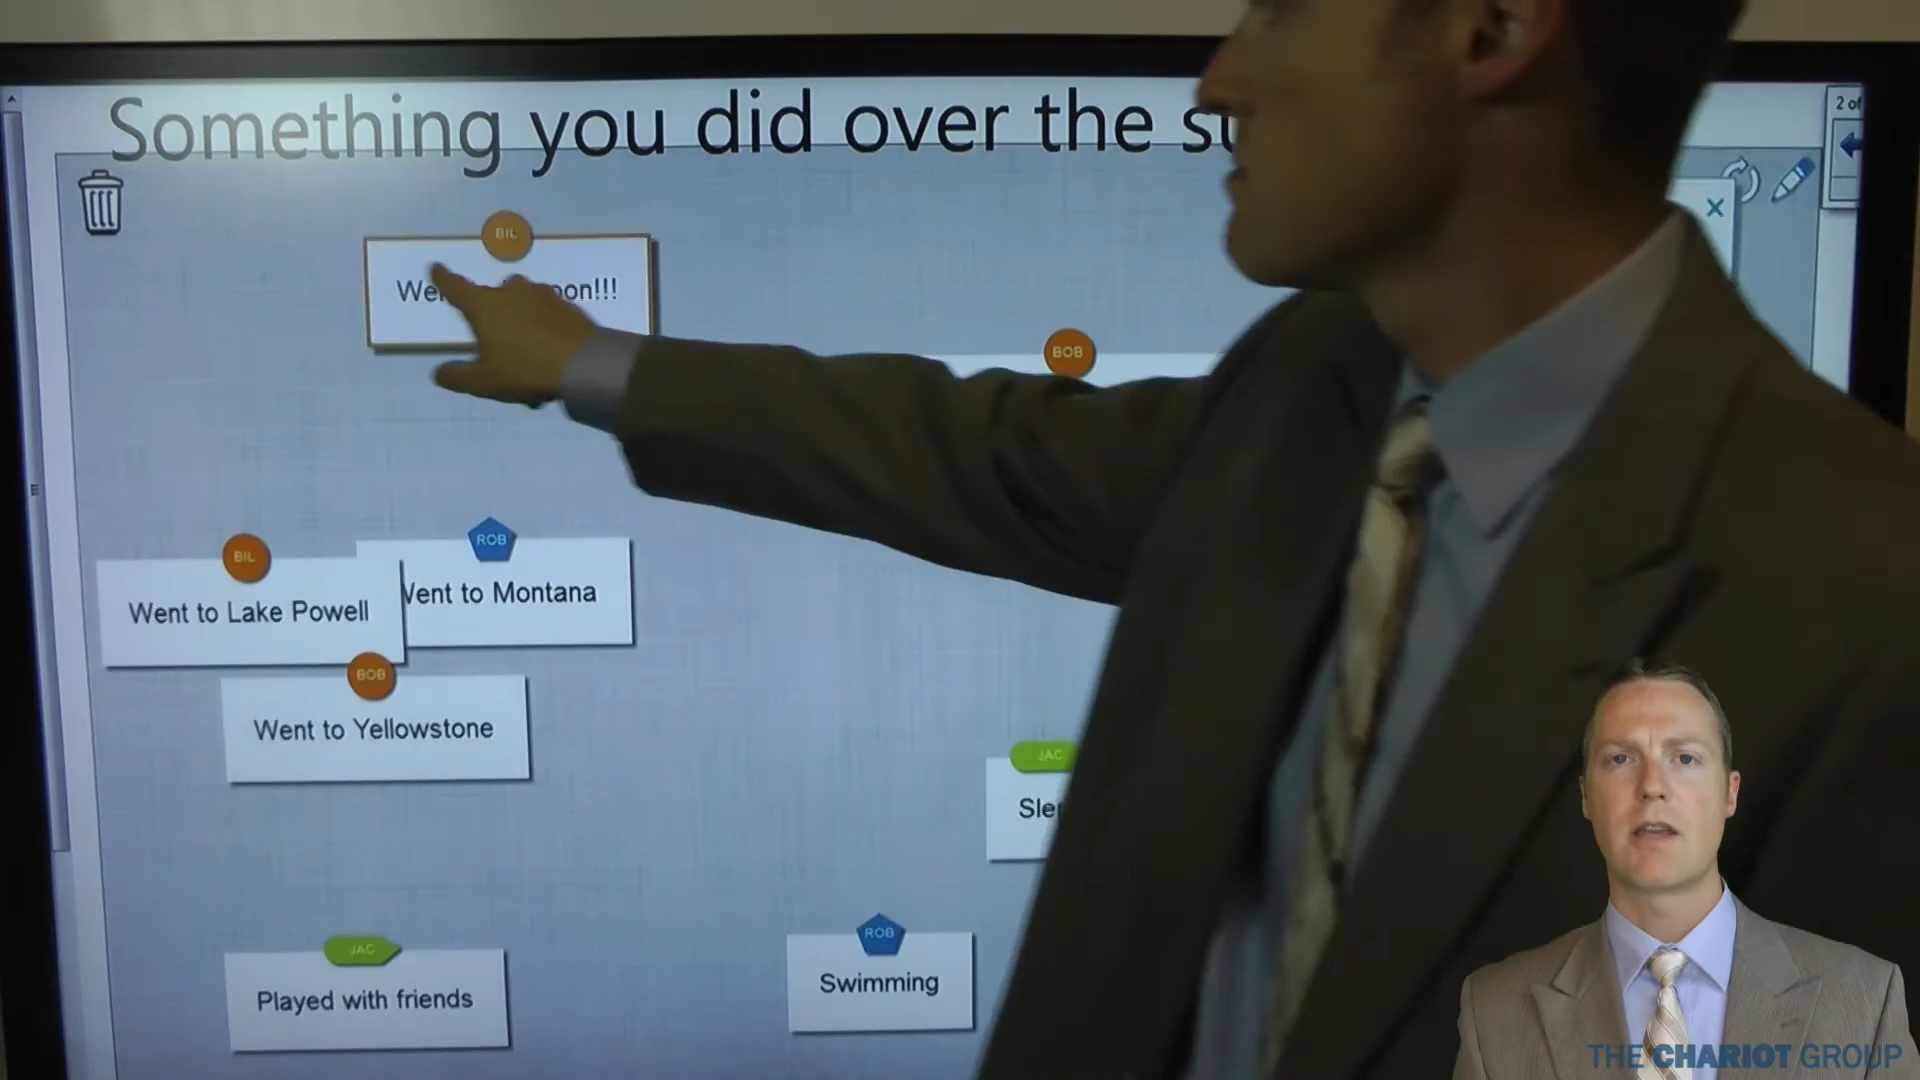 Something you did over the
2 of
BIL
BOB
ROB
BIL
Went to Montana
Went to Lake Powell
BOB
Went to Yellowstone
JAC
ROB
JAC
Swimming
Played with friends
THE CHARIOT GROUP